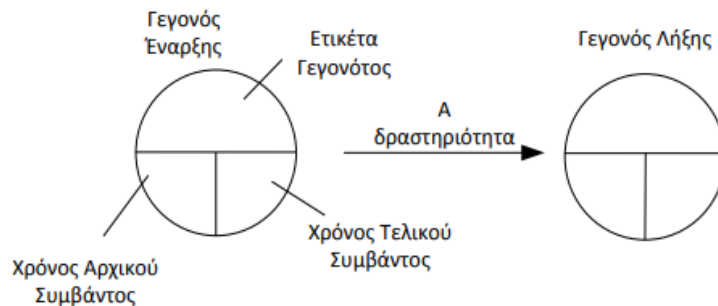 Γεγονός
Έναρξης
Ετικέτα
Γεγονότος
Γεγονός Λήξης
Α
δραστηριότητα
Χρόνος Αρχικού
Συμβάντος
Χρόνος Τελικού
Συμβάντος